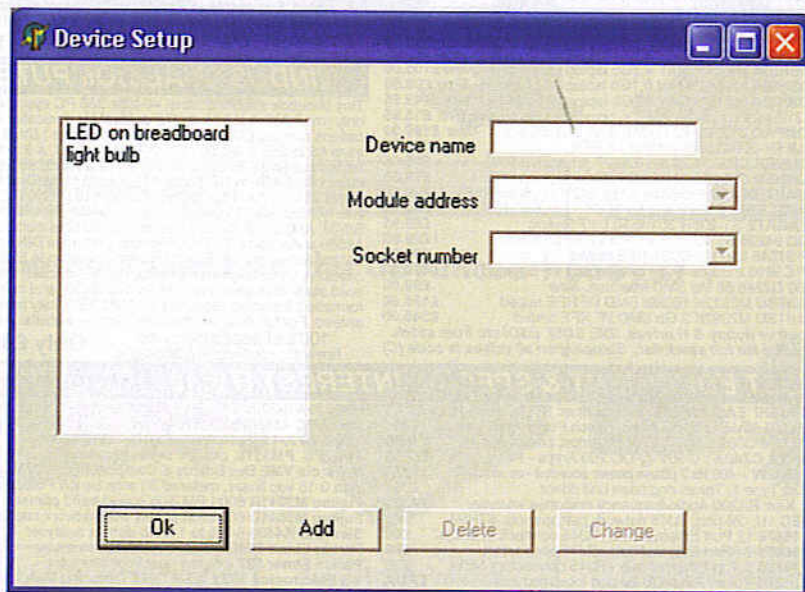 Device Setup
LED on breadboard
light bulb
Device name
Module address
Socket number
Ok
Add
Delete
Change